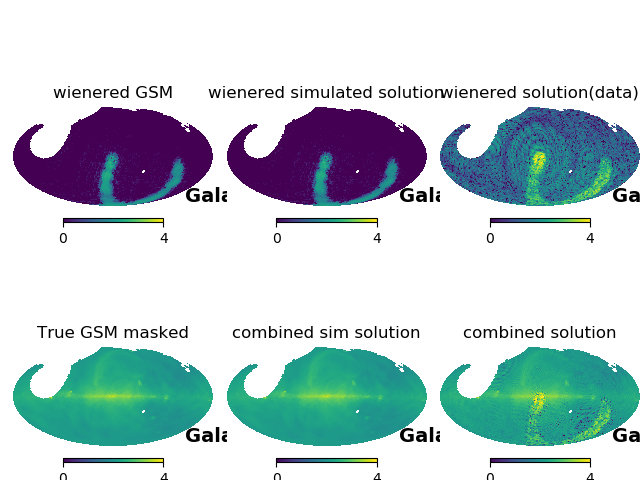 wienered GSM
wienered simulated solution
wienered solution(data)
Gala
Gala
Ga
0 4
0 4
0 4
True GSM masked
combined sim solution
combined solution
Gala
Gala
Ga
0 4
0 4
0 4